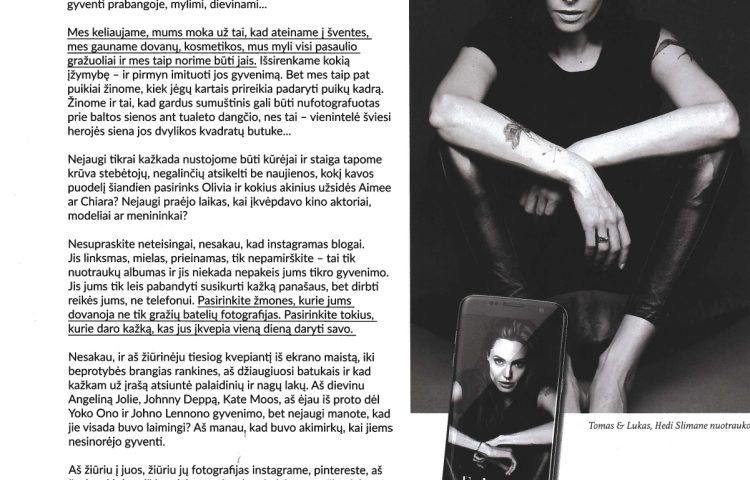 gyventi prabangoje, mylimi, dievinami...
Mes keliaujame, mums moka už tai, kad ateiname į šventes,
mes gauname dovanų, kosmetikos, mus myli visi pasaulio
gražuoliai ir mes taip norime būti jais. Išsirenkame kokią
įžymybę – ir pirmyn imituoti jos gyvenimą. Bet mes taip pat
puikiai žinome, kiek jėgų kartais prireikia padaryti puikų kadrą.
Žinome ir tai, kad gardus sumuštinis gali būti nufotografuotas
prie baltos sienos ant tualeto dangčio, nes tai – vienintelė šviesi
herojės siena jos dvylikos kvadratų butuke...
Nejaugi tikrai kažkada nustojome būti kūrėjai ir staiga tapome
krūva stebėtojų, negalinčių atsikelti be naujienos, kokį kavos
puodelį šiandien pasirinks Olivia ir kokius akinius užsidės Aimee
ar Chiara? Nejaugi praėjo laikas, kai įkvėpdavo kino aktoriai,
modeliai ar menininkai?
Nesupraskite neteisingai, nesakau, kad instagramas blogai.
Jis linksmas, mielas, prieinamas, tik nepamirškite – tai tik
nuotraukų albumas ir jis niekada nepakeis jums tikro gyvenimo.
Jis jums tik leis pabandyti susikurti kažką panašaus, bet dirbti
reikės jums, ne telefonui. Pasirinkite žmones, kurie jums
dovanoja ne tik gražių batelių fotografijas. Pasirinkite tokius,
kurie daro kažką, kas jus įkvepia vieną dieną daryti savo.
Nesakau, ir aš žiūrinėju tiesiog kvepiantį iš ekrano maistą, iki
beprotybės brangias rankines, aš džiaugiuosi batukais ir kad
kažkam už įrašą atsiuntė palaidinių ir nagų lakų. Aš dievinu
Angeliną Jolie, Johnny Deppą, Kate Moos, aš ėjau iš proto dėl
Yoko Ono ir Johno Lennono gyvenimo, bet nejaugi manote, kad
jie visada buvo laimingi? Aš manau, kad buvo akimirkų, kai jiems
nesinorėjo gyventi.
Aš žiūriu į juos, žiūriu jų fotografijas instagrame, pintereste, aš
Tomas & Lukas, Hedi Slimane nuotrauko